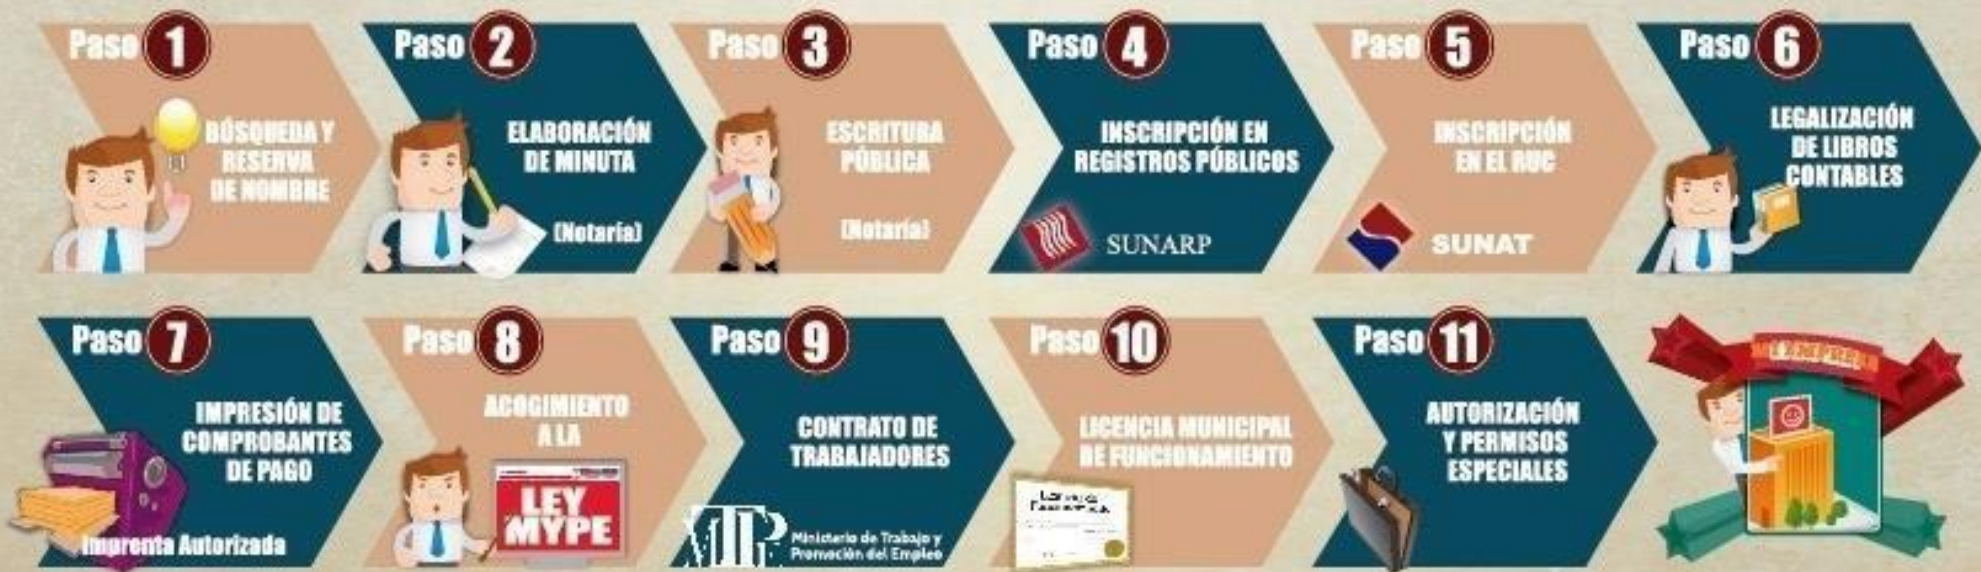 Paso 1
BÚSQUEDA Y
RESERVA
DE NOMBRE
Paso 2
ELABORACIÓN
DE MINUTA
(Notaría)
Paso 3
ESCRITURA
PÚBLICA
(Notaría)
Paso 4
INSCRIPCIÓN EN
REGISTROS PÚBLICOS
SUNARP
Paso 5
INSCRIPCIÓN
EN EL RUC
SUNAT
Paso 6
LEGALIZACIÓN
DE LIBROS
CONTABLES
Paso 7
IMPRESIÓN DE
COMPROBANTES
DE PAGO
Imprenta Autorizada
Paso 8
ACOGIMIENTO
A LA
LEY
MYPE
Paso 9
CONTRATO DE
TRABAJADORES
MTPE
Ministerio de Trabajo y
Promoción del Empleo
Paso 10
LICENCIA MUNICIPAL
DE FUNCIONAMIENTO
Paso 11
AUTORIZACIÓN
Y PERMISOS
ESPECIALES